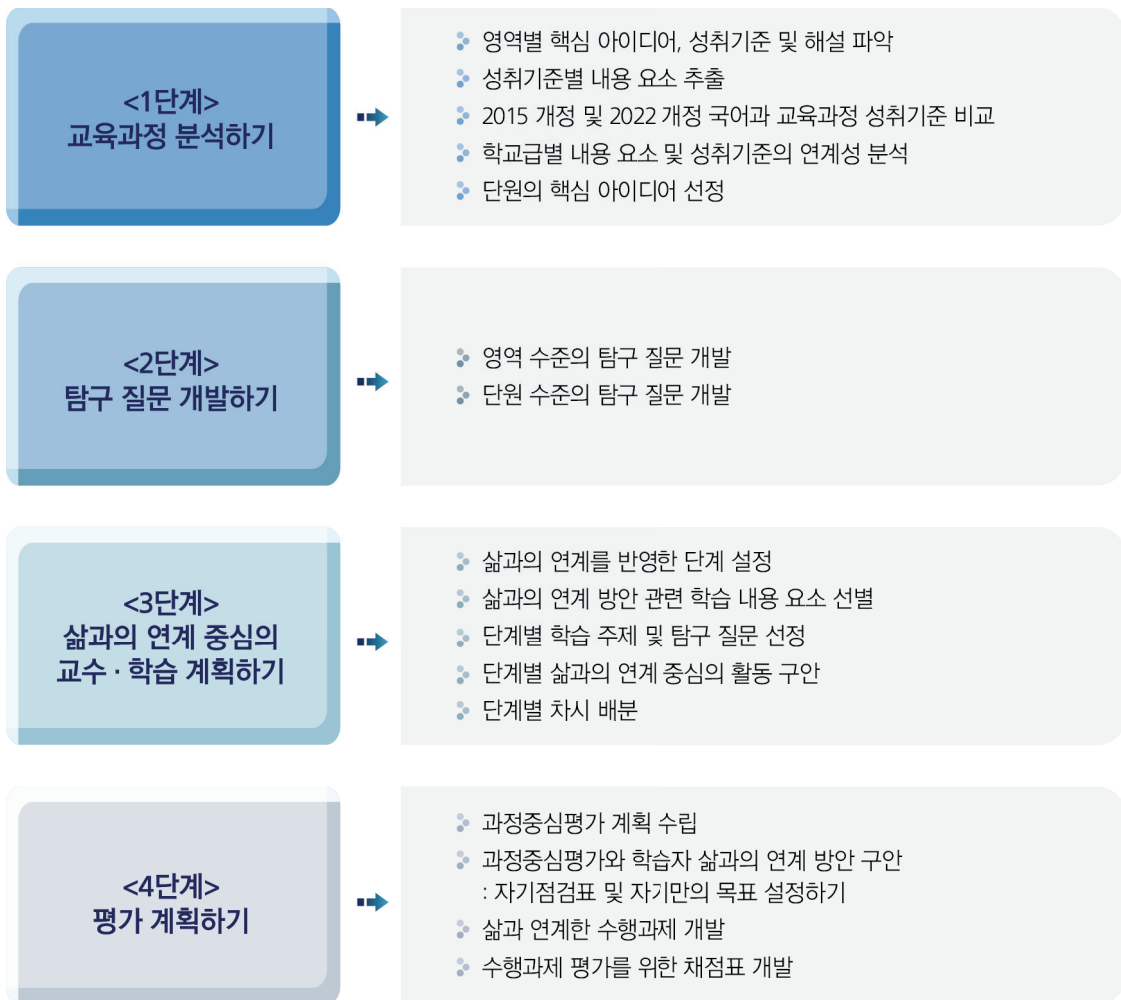 <1단계>
교육과정 분석하기
영역별 핵심 아이디어, 성취기준 및 해설 파악
성취기준별 내용 요소 추출
2015 개정 및 2022 개정 국어과 교육과정 성취기준 비교
학교급별 내용 요소 및 성취기준의 연계성 분석
단원의 핵심 아이디어 선정
<2단계>
탐구 질문 개발하기
영역 수준의 탐구 질문 개발
단원 수준의 탐구 질문 개발
<3단계>
삶과의 연계 중심의
교수 · 학습 계획하기
삶과의 연계를 반영한 단계 설정
삶과의 연계 방안 관련 학습 내용 요소 선별
단계별 학습 주제 및 탐구 질문 선정
단계별 삶과의 연계 중심의 활동 구안
단계별 차시 배분
<4단계>
평가 계획하기
과정중심평가 계획 수립
과정중심평가와 학습자 삶과의 연계 방안 구안
: 자기점검표 및 자기만의 목표 설정하기
삶과 연계한 수행과제 개발
수행과제 평가를 위한 채점표 개발